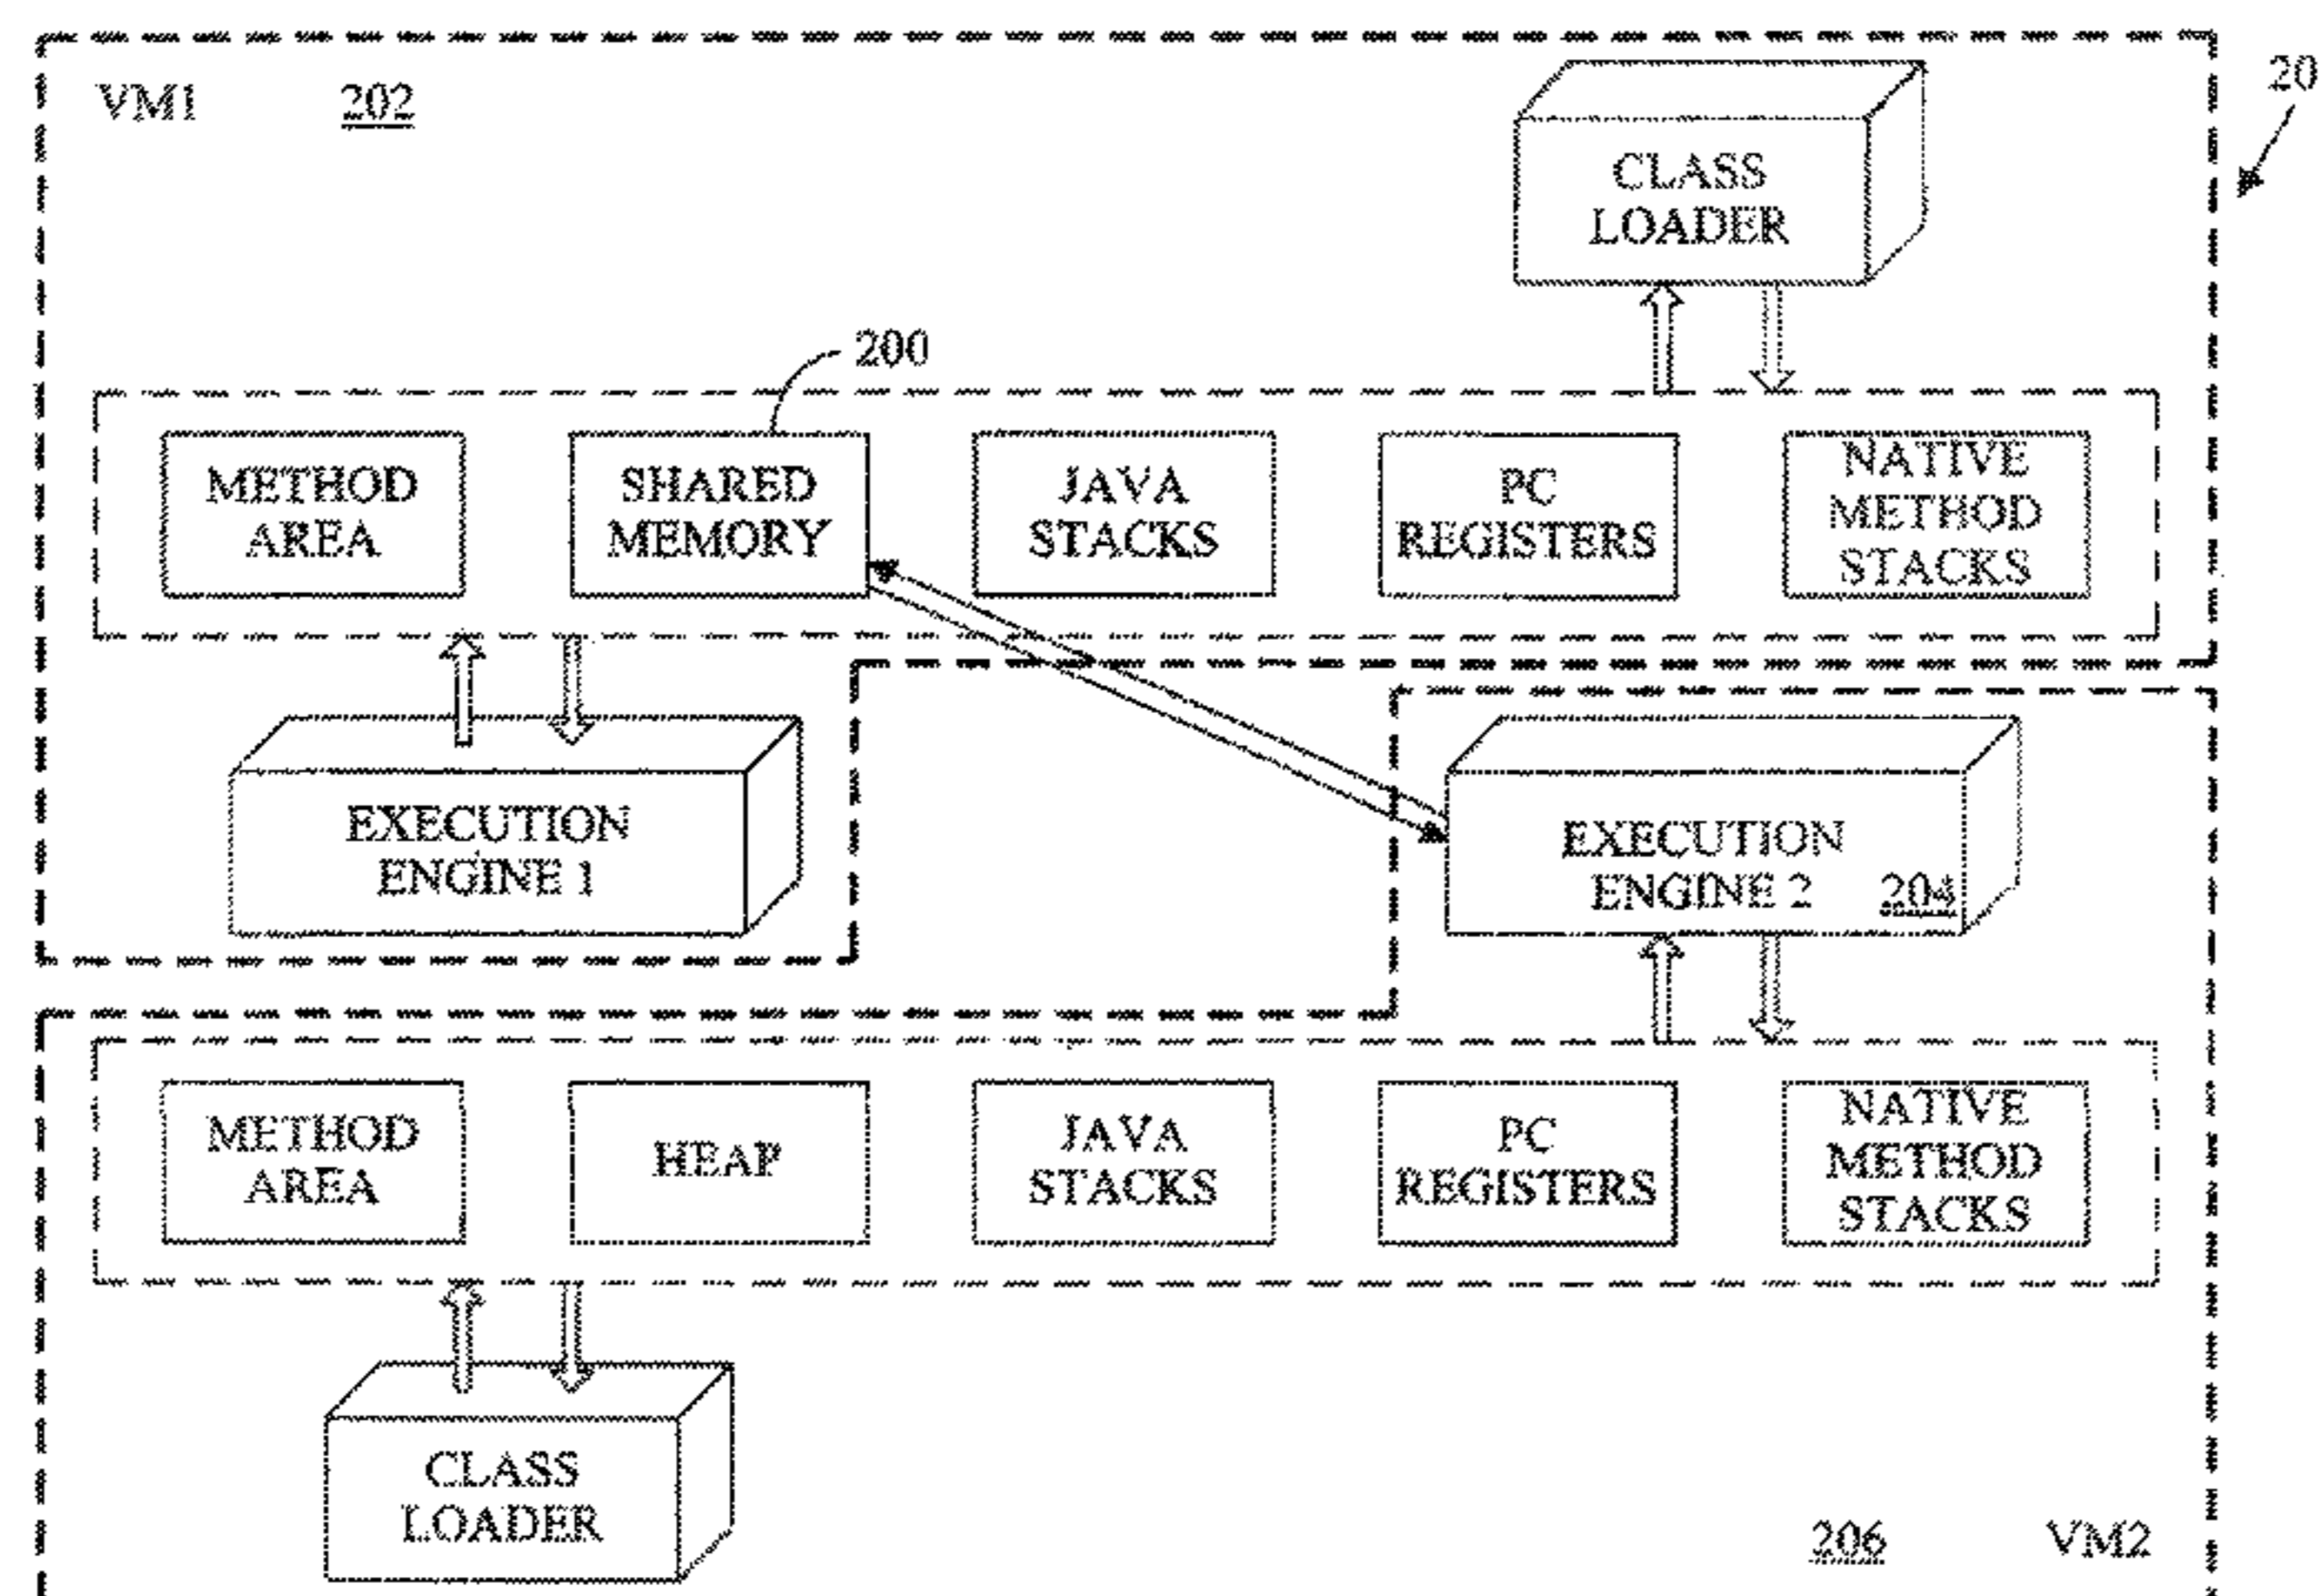 VM1 202
20
CLASS
LOADER
200
METHOD
AREA
SHARED
MEMORY
JAVA
STACKS
PC
REGISTERS
NATIVE
METHOD
STACKS
EXECUTION
ENGINE 1
EXECUTION
ENGINE 2 204
METHOD
AREA
HEAP
JAVA
STACKS
PC
REGISTERS
NATIVE
METHOD
STACKS
CLASS
LOADER
206 VM2